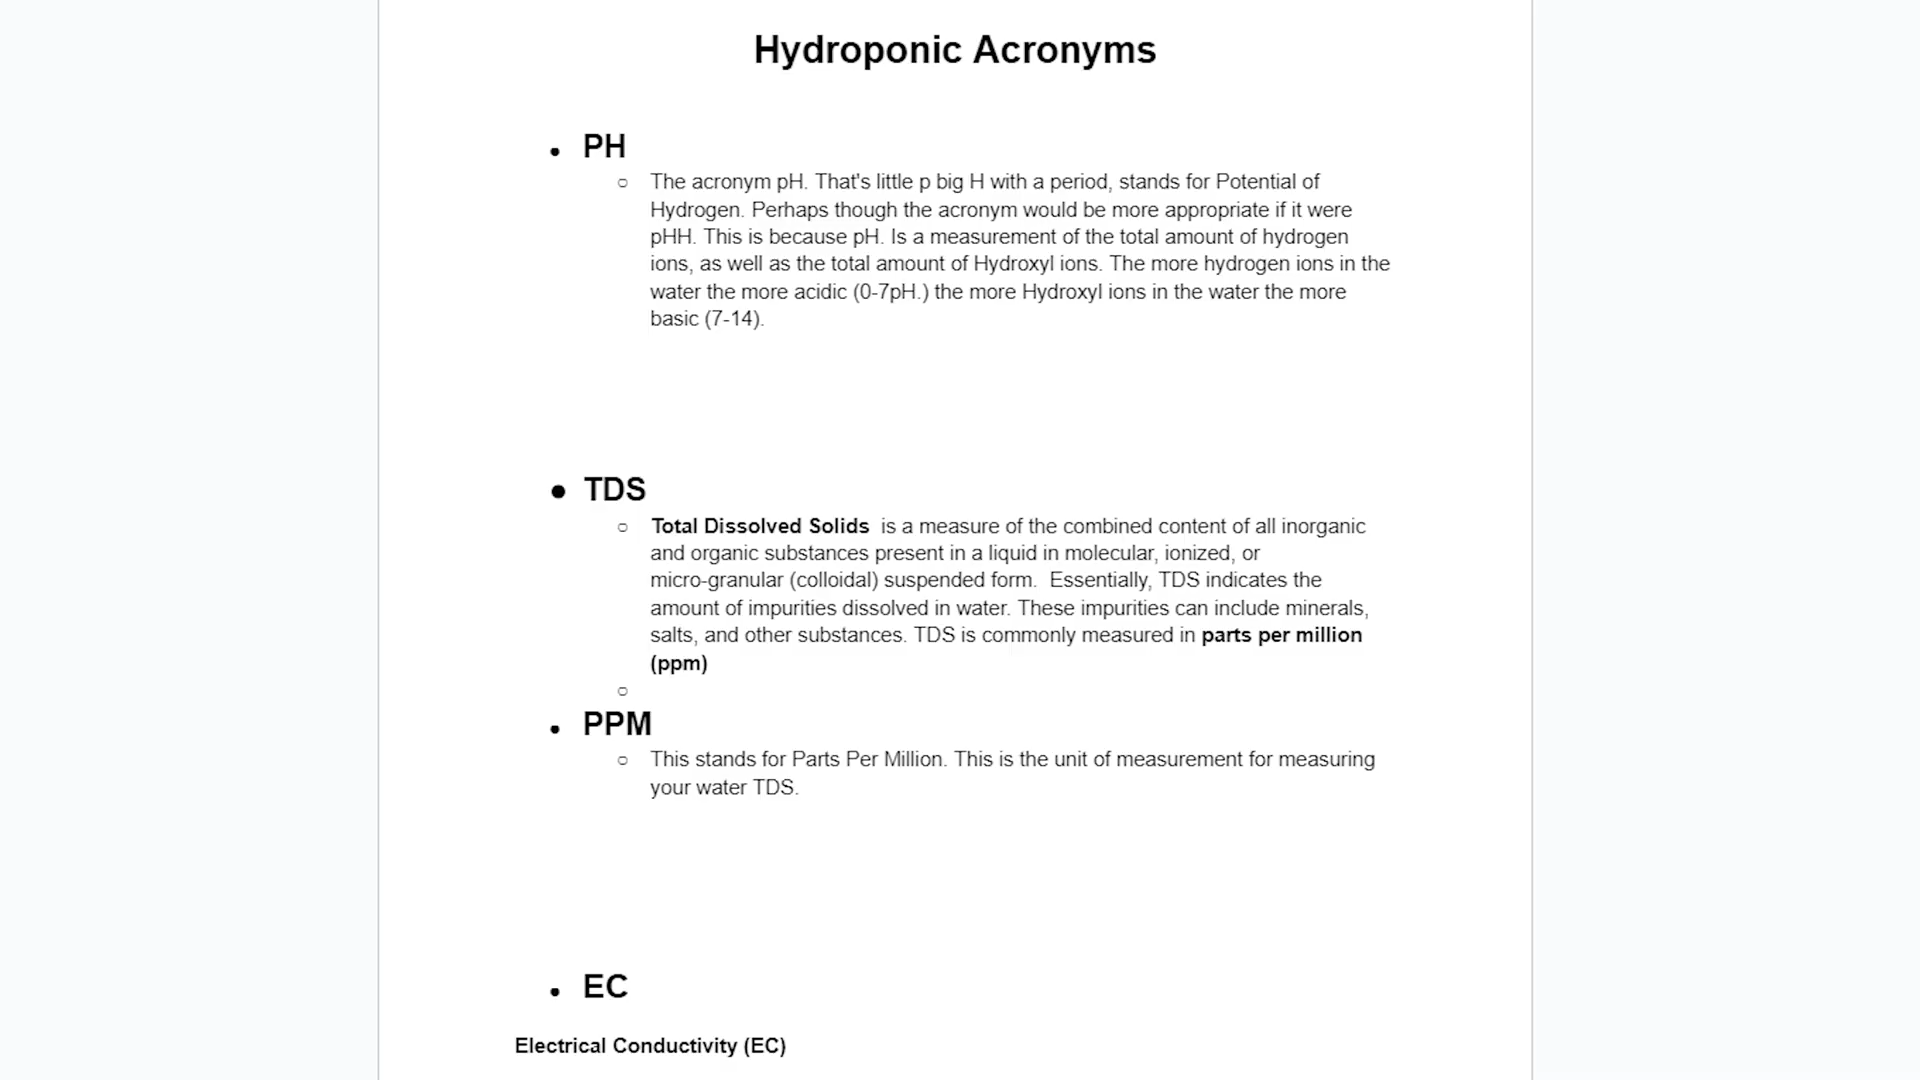 Hydroponic Acronyms
● PH
○ The acronym pH. That's little p big H with a period, stands for Potential of
Hydrogen. Perhaps though the acronym would be more appropriate if it were
pHH. This is because pH. Is a measurement of the total amount of hydrogen
ions, as well as the total amount of Hydroxyl ions. The more hydrogen ions in the
water the more acidic (0-7pH.) the more Hydroxyl ions in the water the more
basic (7-14).
● TDS
○ Total Dissolved Solids  is a measure of the combined content of all inorganic
and organic substances present in a liquid in molecular, ionized, or
micro-granular (colloidal) suspended form.  Essentially, TDS indicates the
amount of impurities dissolved in water. These impurities can include minerals,
salts, and other substances. TDS is commonly measured in parts per million
(ppm)
○
● PPM
○ This stands for Parts Per Million. This is the unit of measurement for measuring
your water TDS.
● EC
Electrical Conductivity (EC)